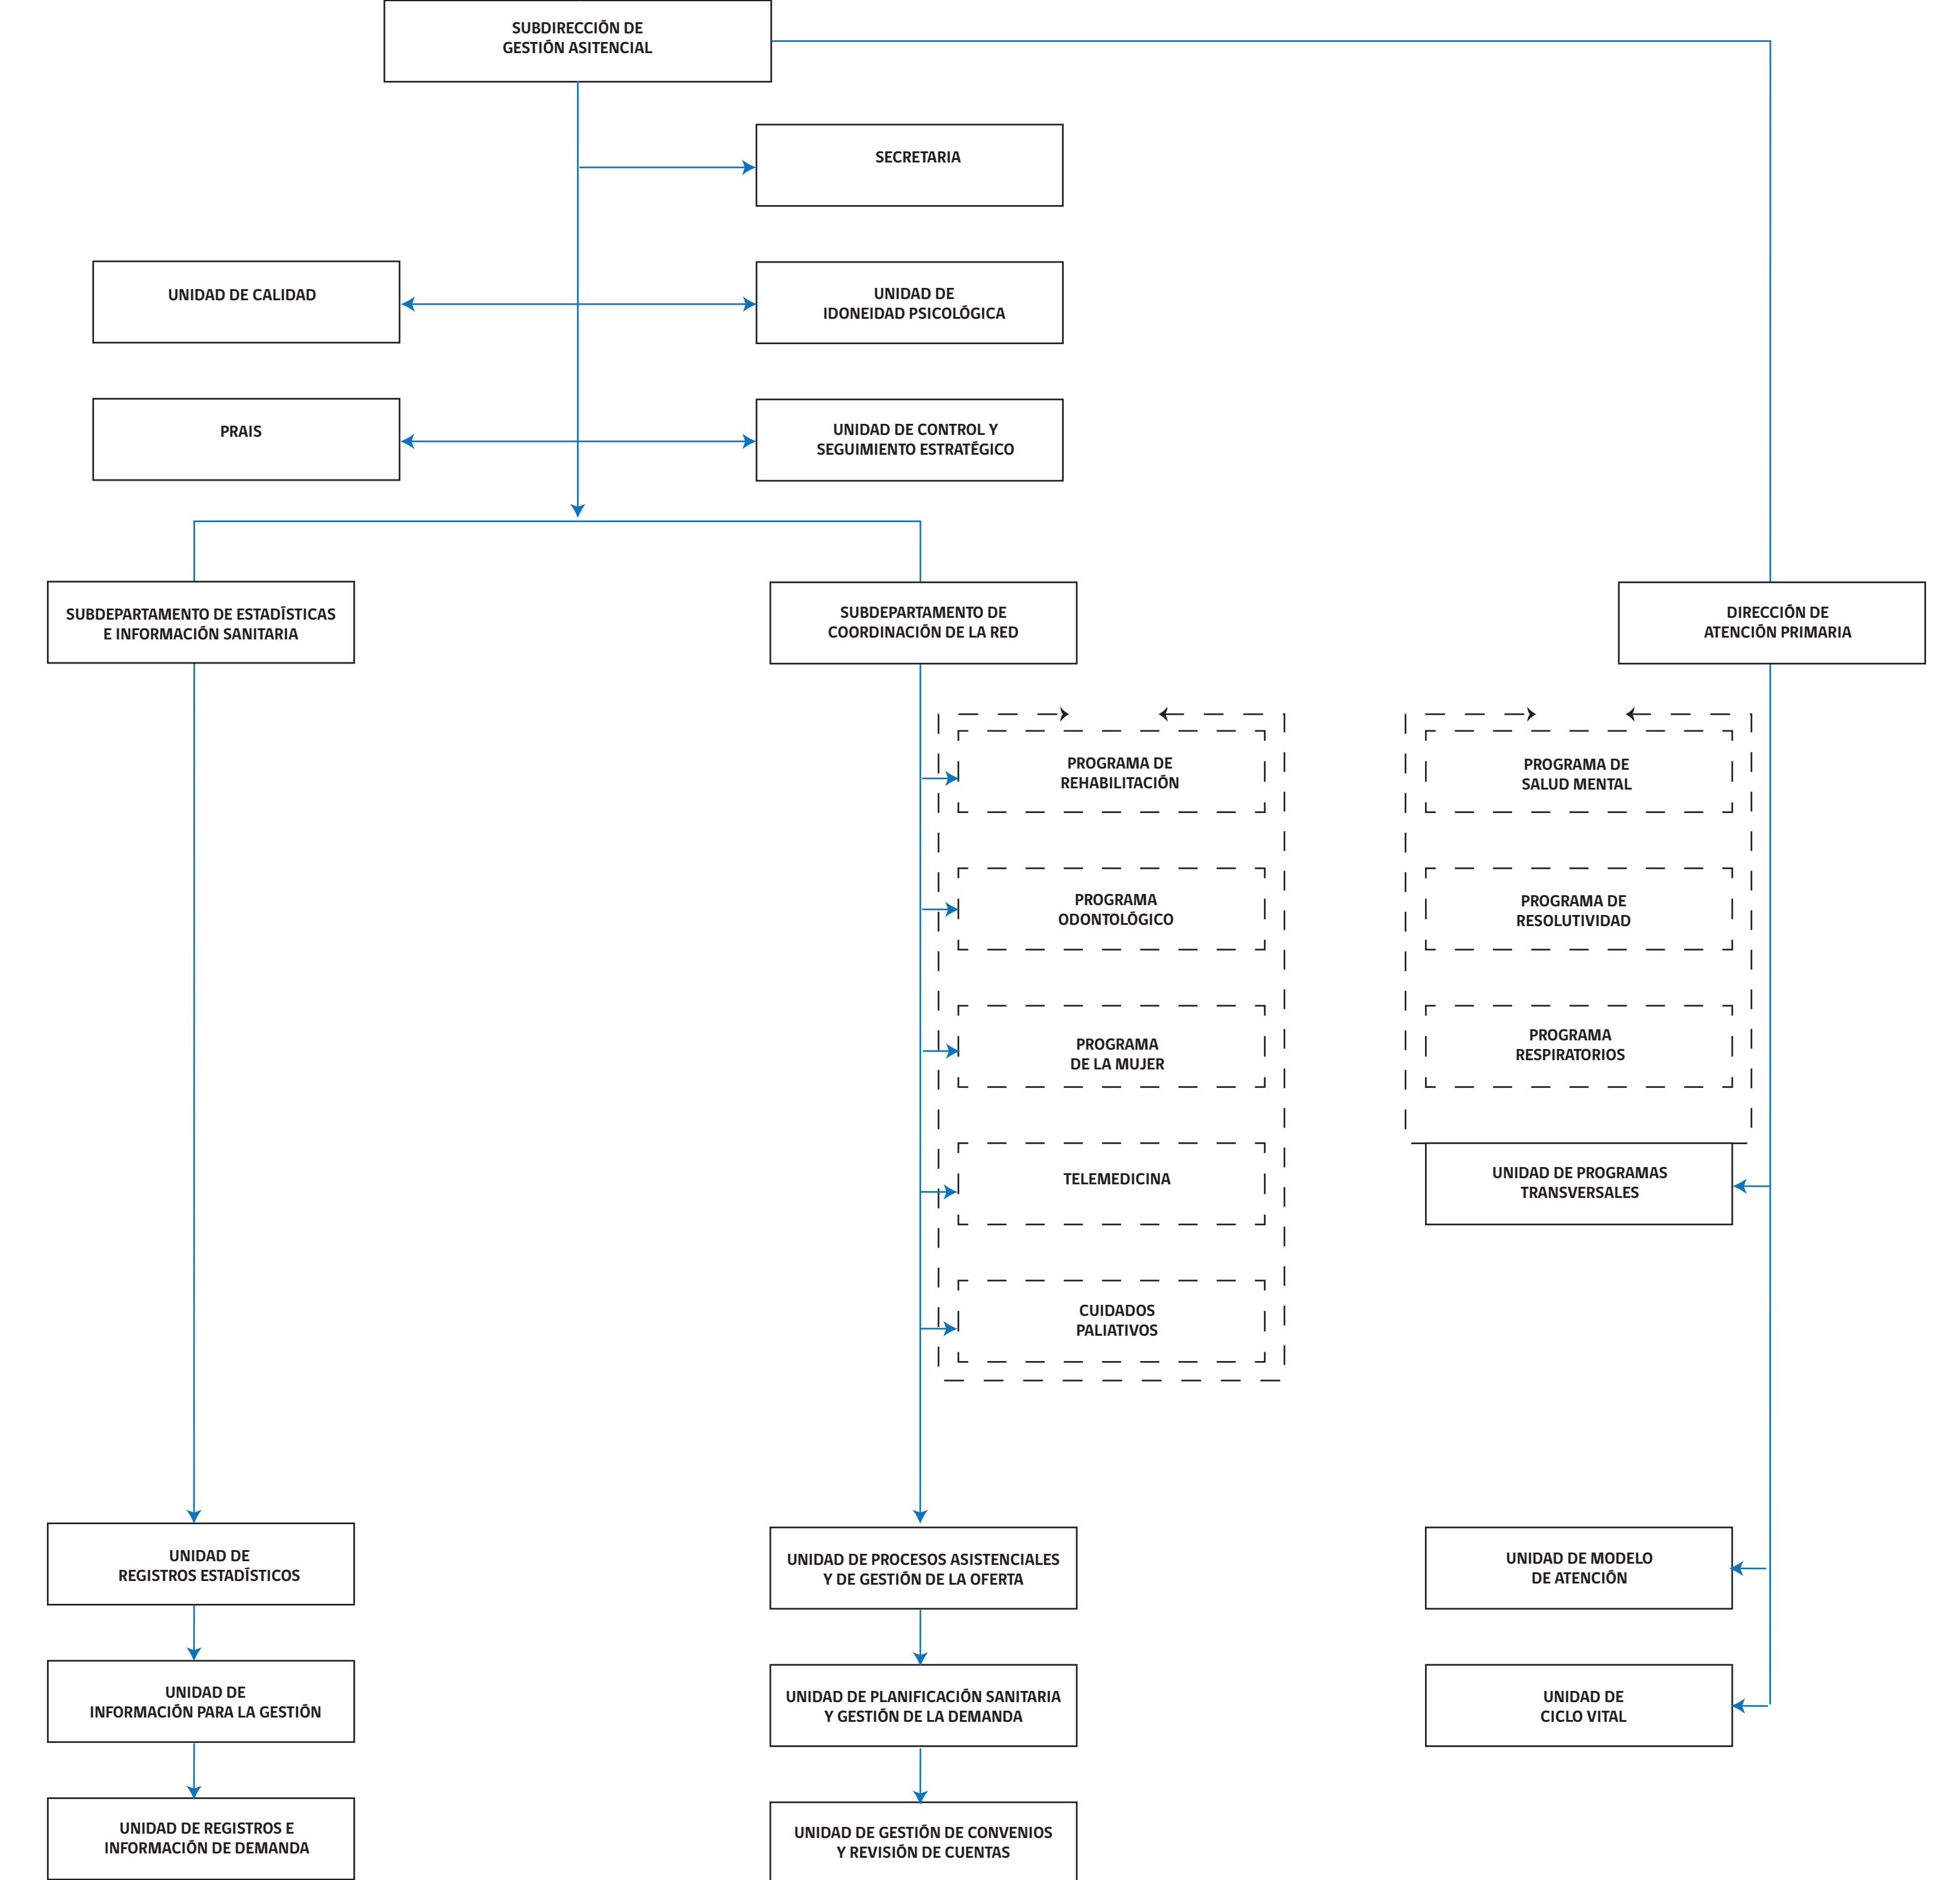 SUBDIRECCIÓN DE
GESTIÓN ASITENCIAL
SECRETARIA
UNIDAD DE CALIDAD
UNIDAD DE
IDONEIDAD PSICOLÓGICA
PRAIS
UNIDAD DE CONTROL Y
SEGUIMIENTO ESTRATÉGICO
SUBDEPARTAMENTO DE ESTADÍSTICAS
E INFORMACIÓN SANITARIA
SUBDEPARTAMENTO DE
COORDINACIÓN DE LA RED
DIRECCIÓN DE
ATENCIÓN PRIMARIA
PROGRAMA DE
REHABILITACIÓN
PROGRAMA DE
SALUD MENTAL
PROGRAMA
ODONTOLÓGICO
PROGRAMA DE
RESOLUTIVIDAD
PROGRAMA
DE LA MUJER
PROGRAMA
RESPIRATORIOS
TELEMEDICINA
UNIDAD DE PROGRAMAS
TRANSVERSALES
CUIDADOS
PALIATIVOS
UNIDAD DE
REGISTROS ESTADÍSTICOS
UNIDAD DE PROCESOS ASISTENCIALES
Y DE GESTIÓN DE LA OFERTA
UNIDAD DE MODELO
DE ATENCIÓN
UNIDAD DE
INFORMACIÓN PARA LA GESTIÓN
UNIDAD DE PLANIFICACIÓN SANITARIA
Y GESTIÓN DE LA DEMANDA
UNIDAD DE
CICLO VITAL
UNIDAD DE REGISTROS E
INFORMACIÓN DE DEMANDA
UNIDAD DE GESTIÓN DE CONVENIOS
Y REVISIÓN DE CUENTAS